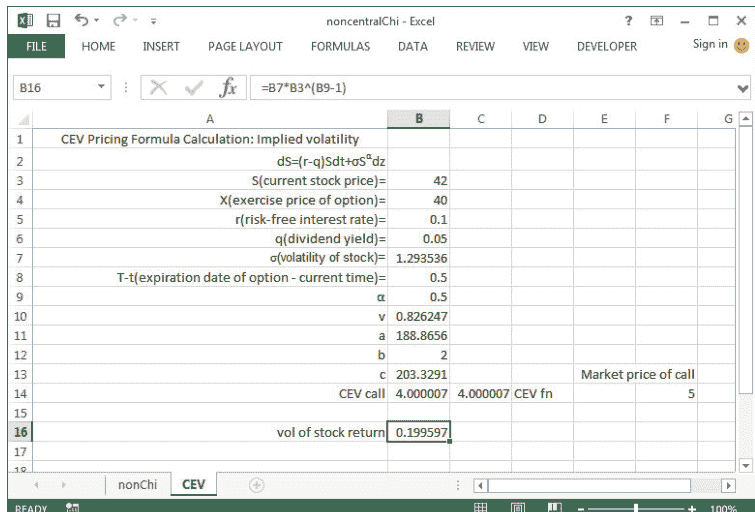 noncentralChi - Excel
FILE HOME INSERT PAGE LAYOUT FORMULAS DATA REVIEW VIEW DEVELOPER Sign in
B16 fx =B7*B3^(B9-1)
A B C D E F G
1 CEV Pricing Formula Calculation: Implied volatility
2 dS=(r-q)Sdt+σSᵅdz
3 S(current stock price)= 42
4 X(exercise price of option)= 40
5 r(risk-free interest rate)= 0.1
6 q(dividend yield)= 0.05
7 σ(volatility of stock)= 1.293536
8 T-t(expiration date of option - current time)= 0.5
9 α 0.5
10 v 0.826247
11 a 188.8656
12 b 2
13 c 203.3291 Market price of call
14 CEV call 4.000007 4.000007 CEV fn 5
15
16 vol of stock return 0.199597
17
18
nonChi CEV
READY 100%